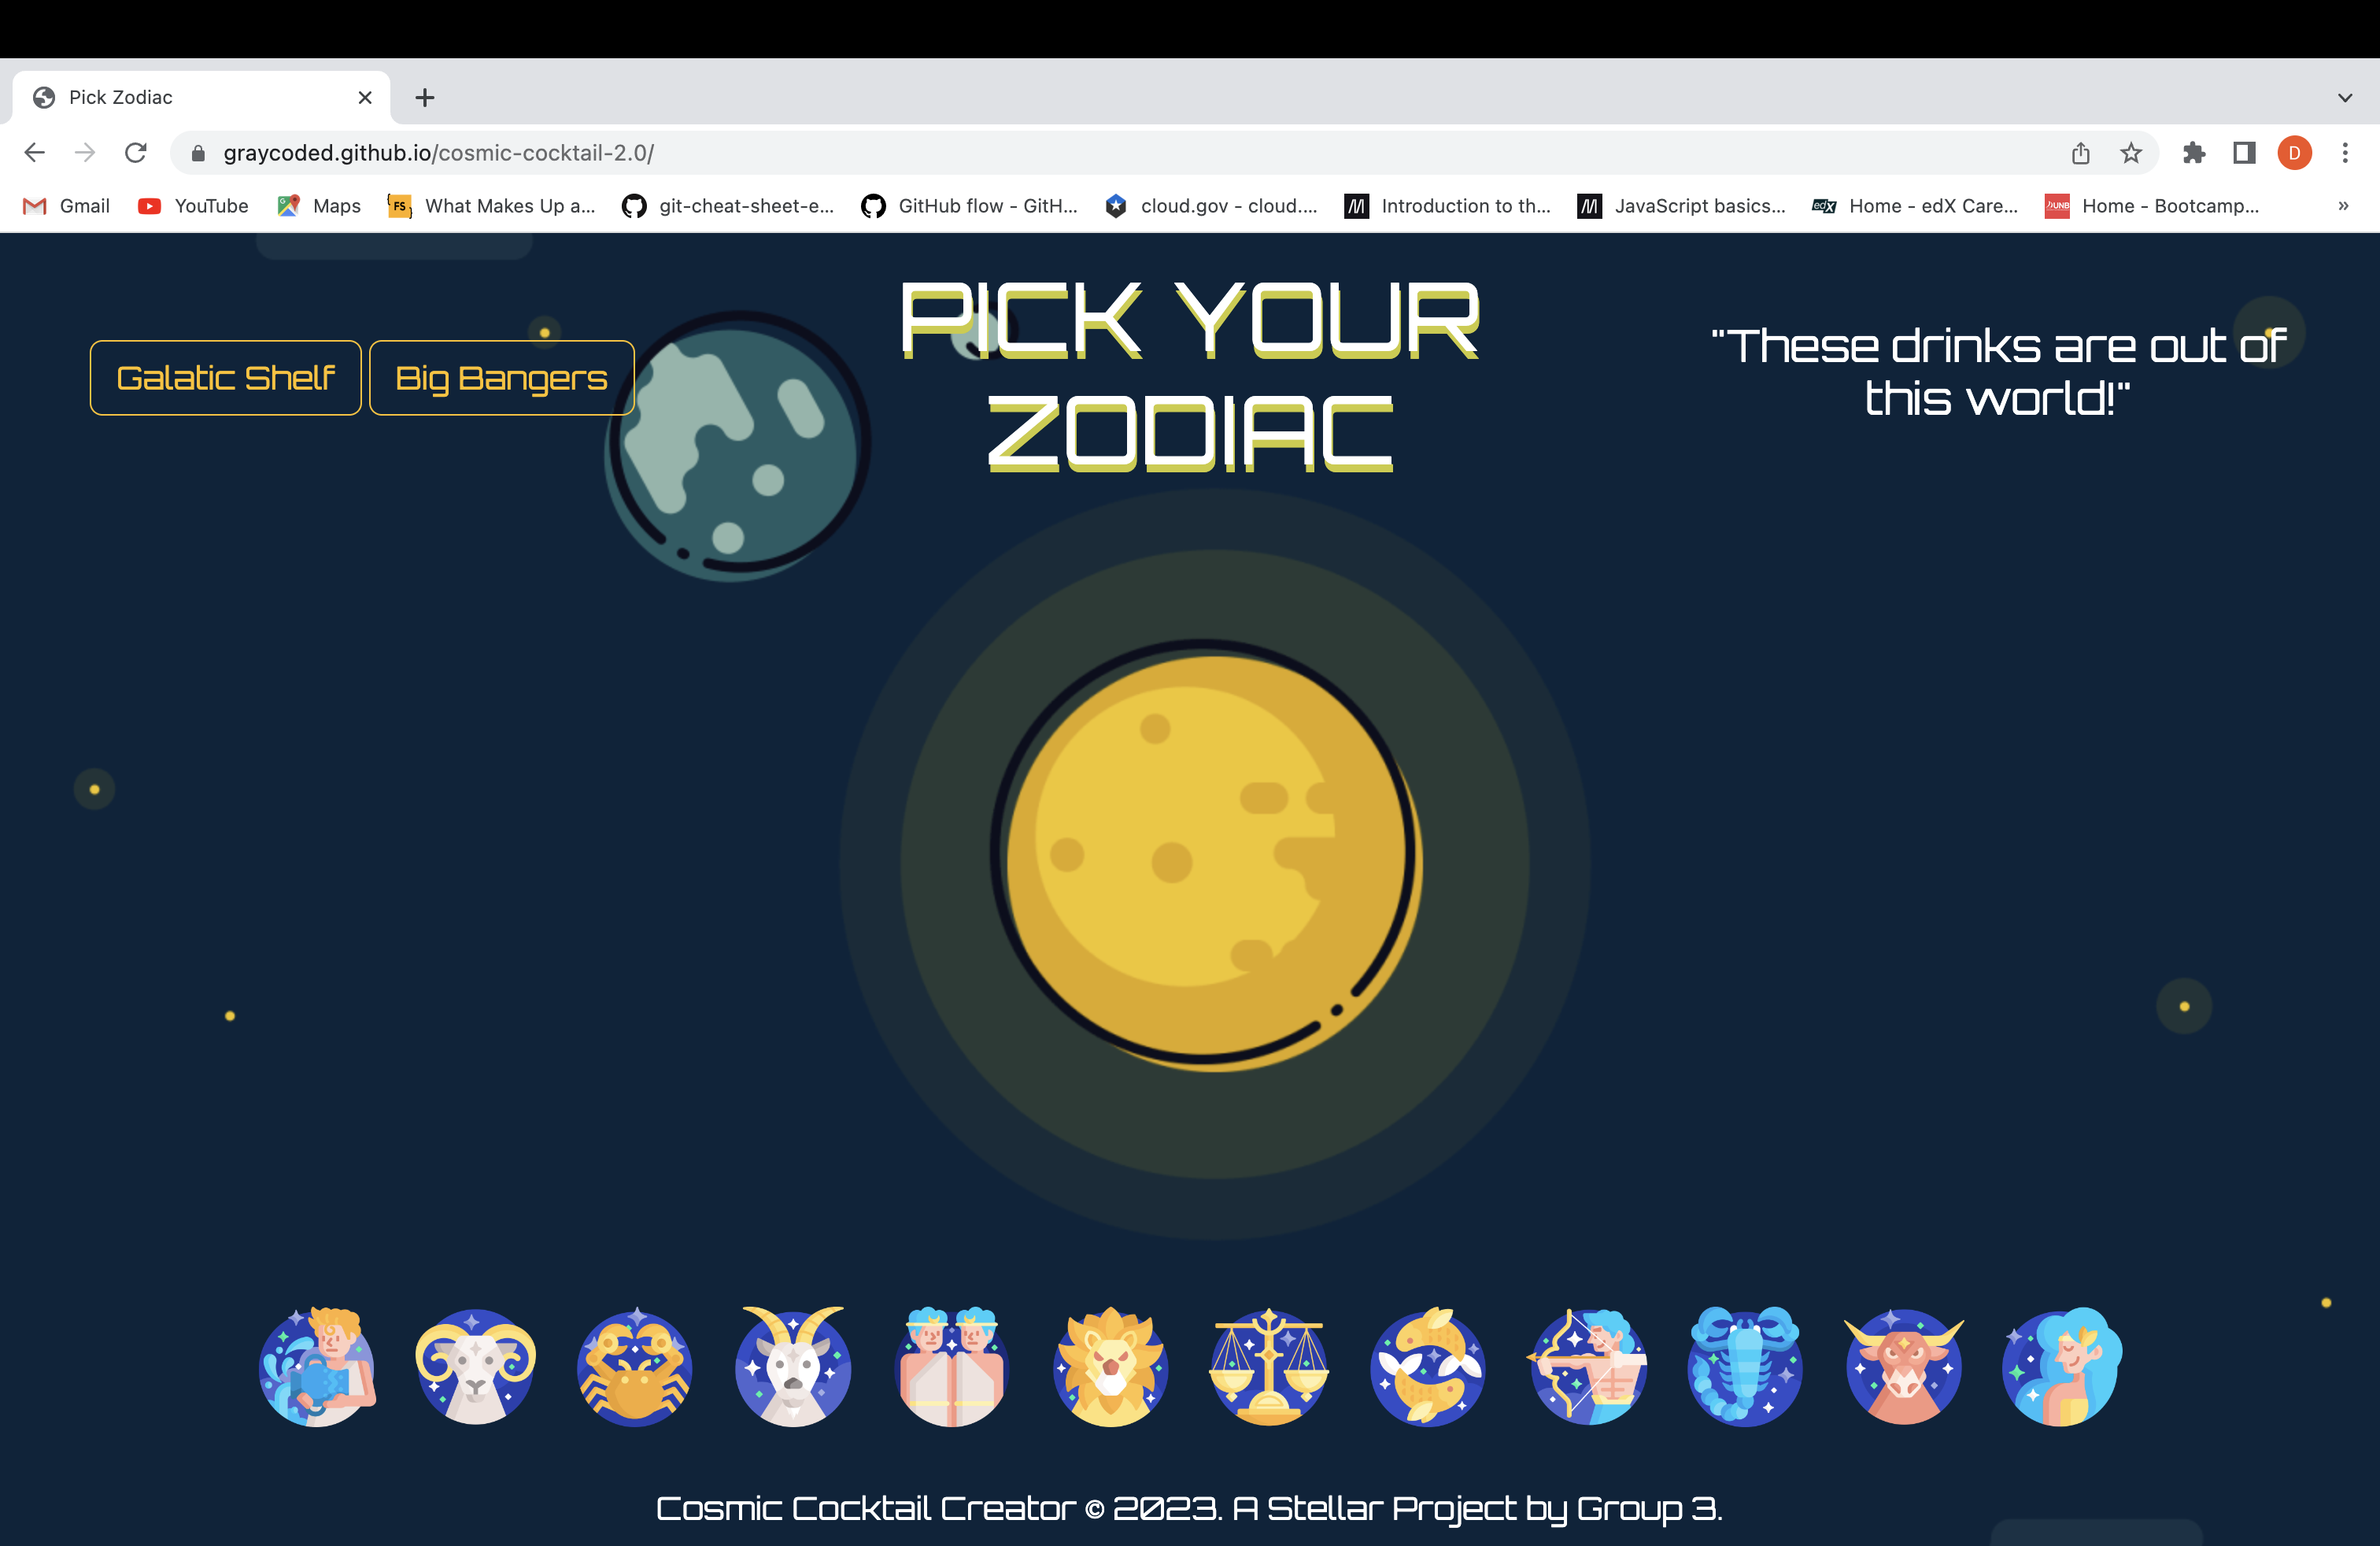 Pick Zodiac
graycoded.github.io/cosmic-cocktail-2.0/
D
Gmail
YouTube
Maps
FS
What Makes Up a...
git-cheat-sheet-e...
GitHub flow - GitH...
cloud.gov - cloud....
Introduction to th...
JavaScript basics...
edX
Home - edX Care...
UNB
Home - Bootcamp...
»
PICK YOUR
ZODIAC
Galatic Shelf
Big Bangers
"These drinks are out of
this world!"
Cosmic Cocktail Creator © 2023. A Stellar Project by Group 3.